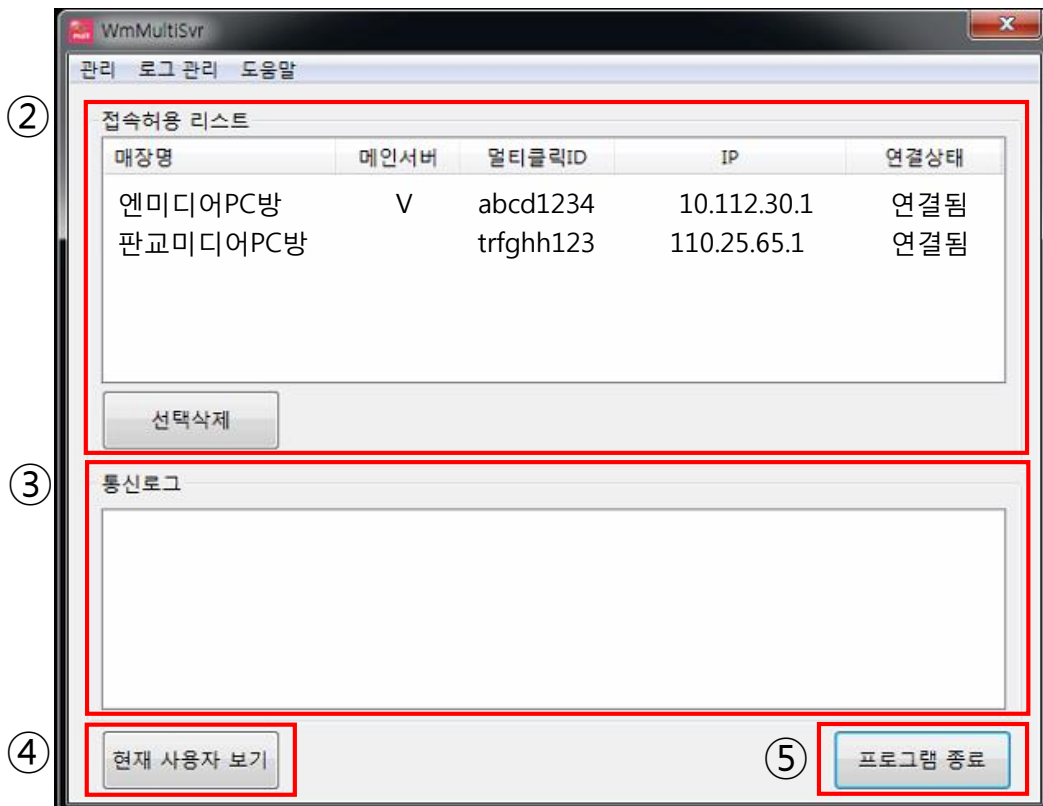 WmMultiSvr
관리 로그 관리 도움말
② 접속허용 리스트
매장명 메인서버 멀티클릭ID IP 연결상태
엔미디어PC방 V abcd1234 10.112.30.1 연결됨
판교미디어PC방 trfghh123 110.25.65.1 연결됨
선택삭제
③ 통신로그
④ 현재 사용자 보기 ⑤ 프로그램 종료